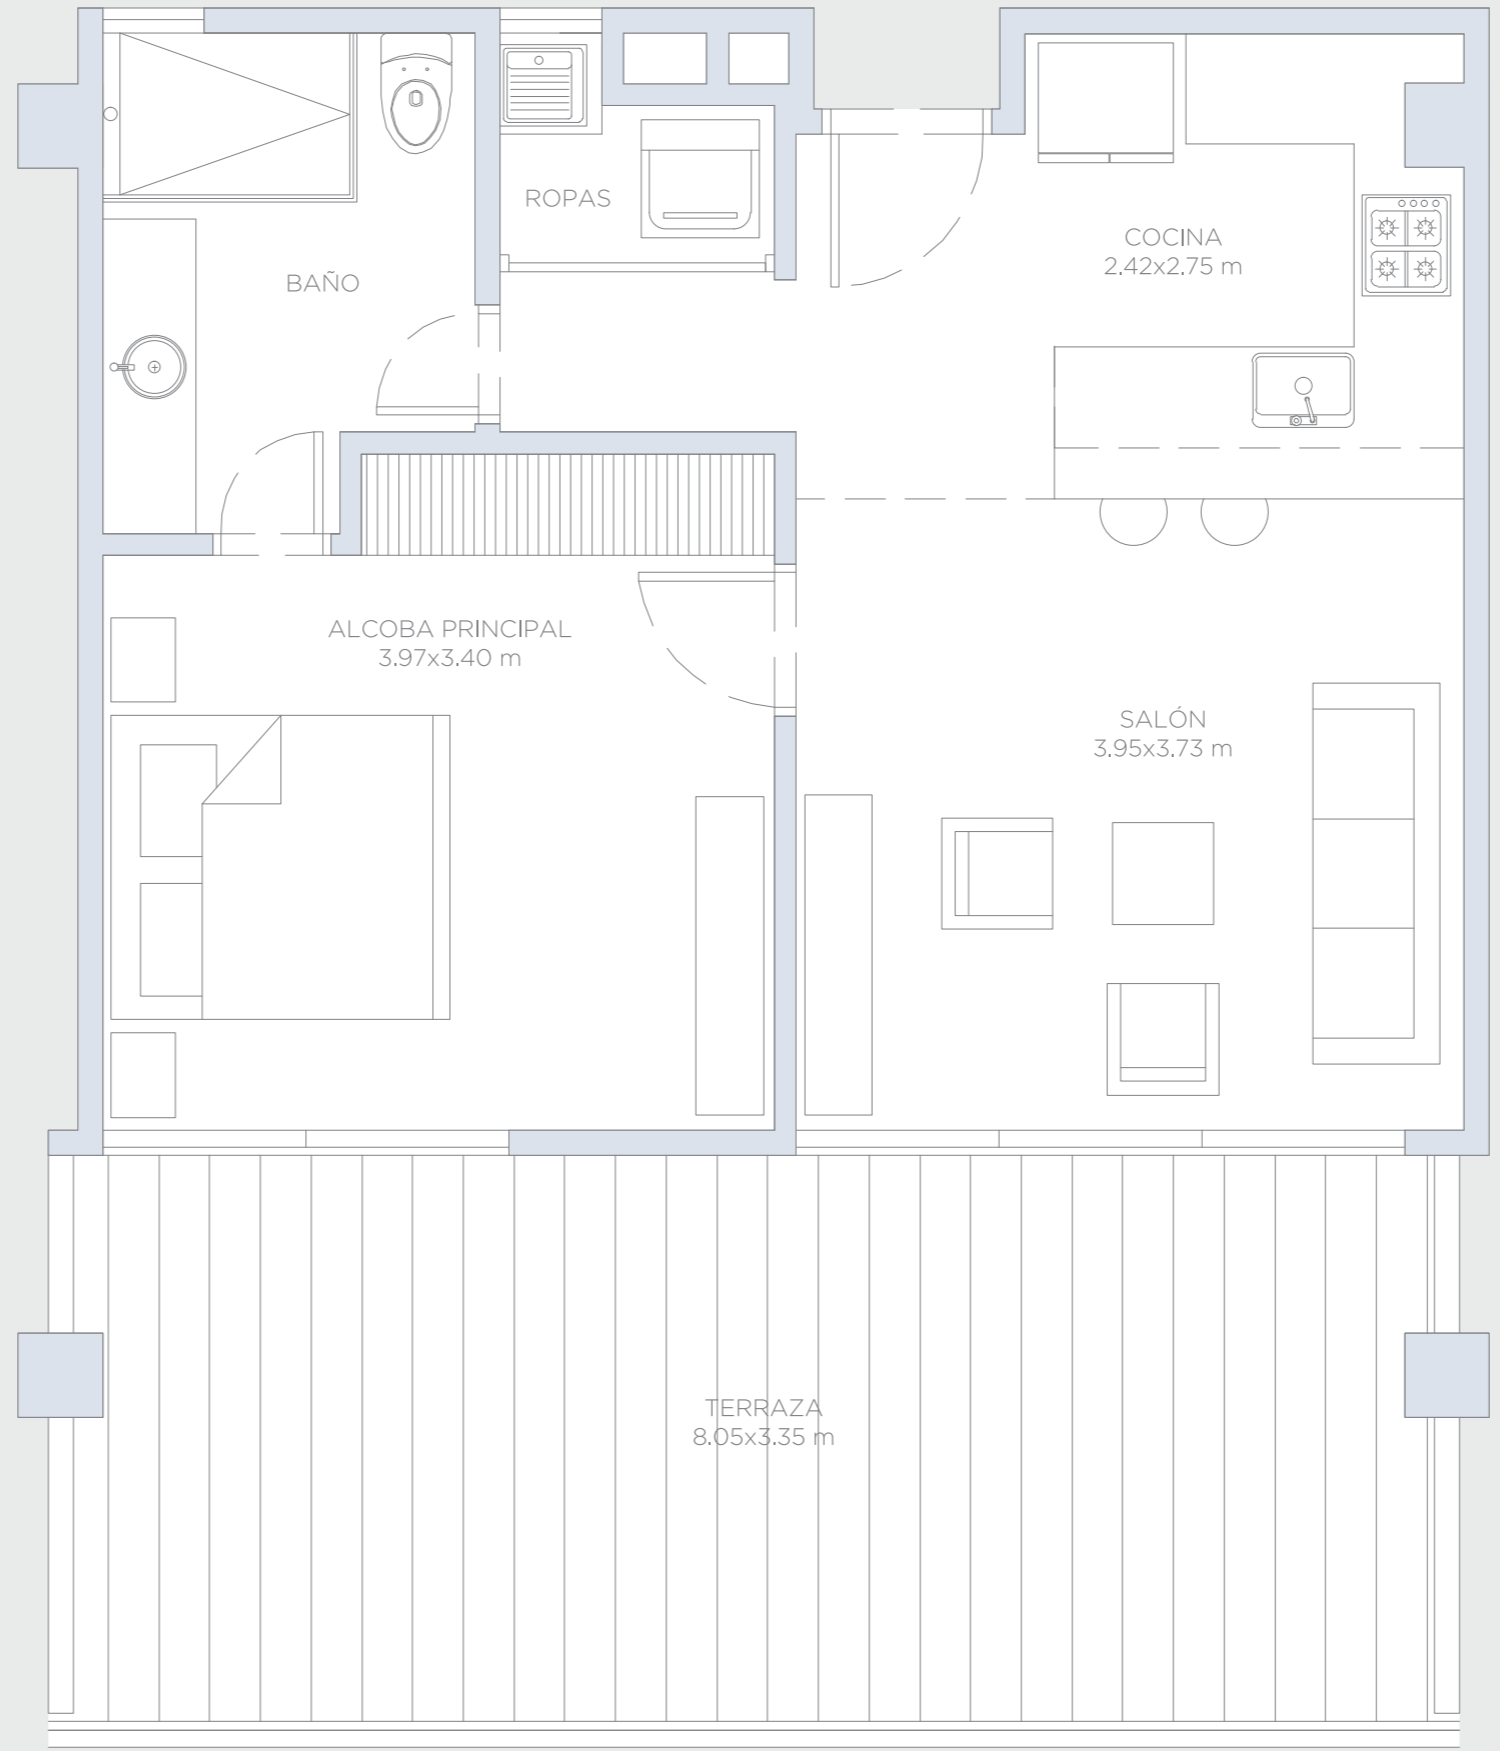 ROPAS
COCINA
2.42x2.75 m
BAÑO
ALCOBA PRINCIPAL
3.97x3.40 m
SALÓN
3.95x3.73 m
TERRAZA
8.05x3.35 m